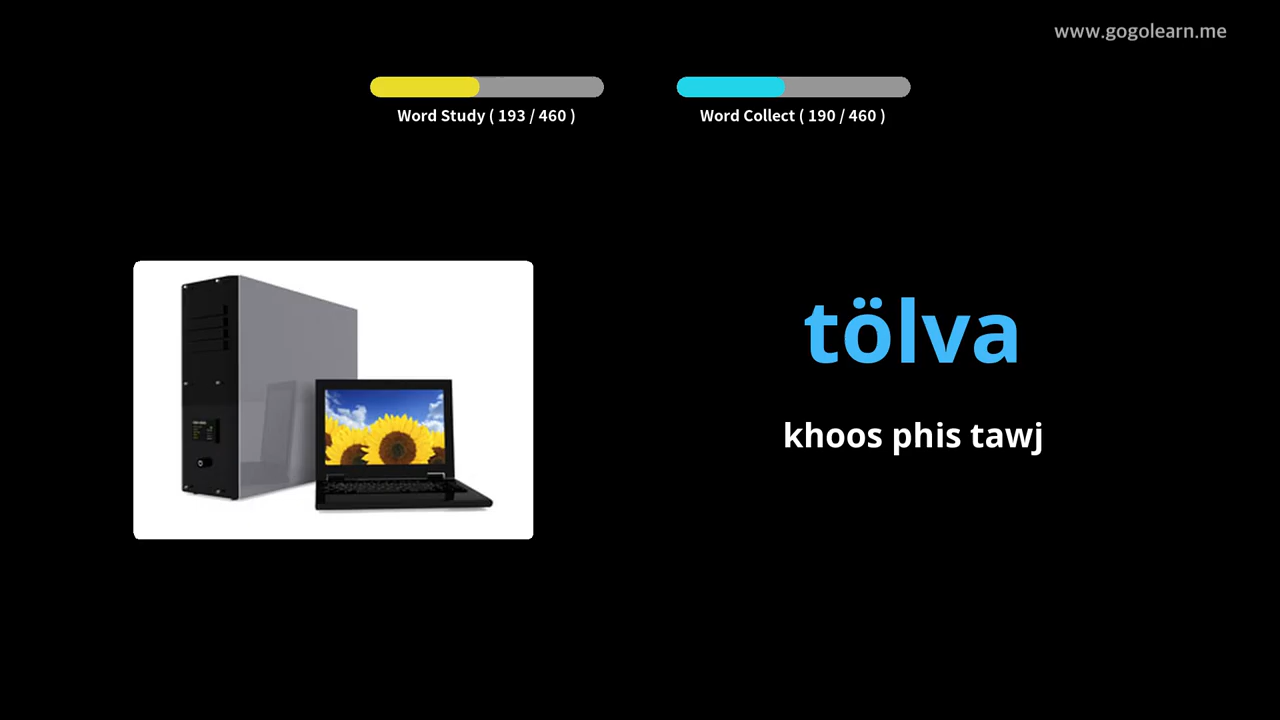 www.gogolearn.me
Word Study ( 193 / 460 )
Word Collect ( 190 / 460 )
tölva
khoos phis tawj